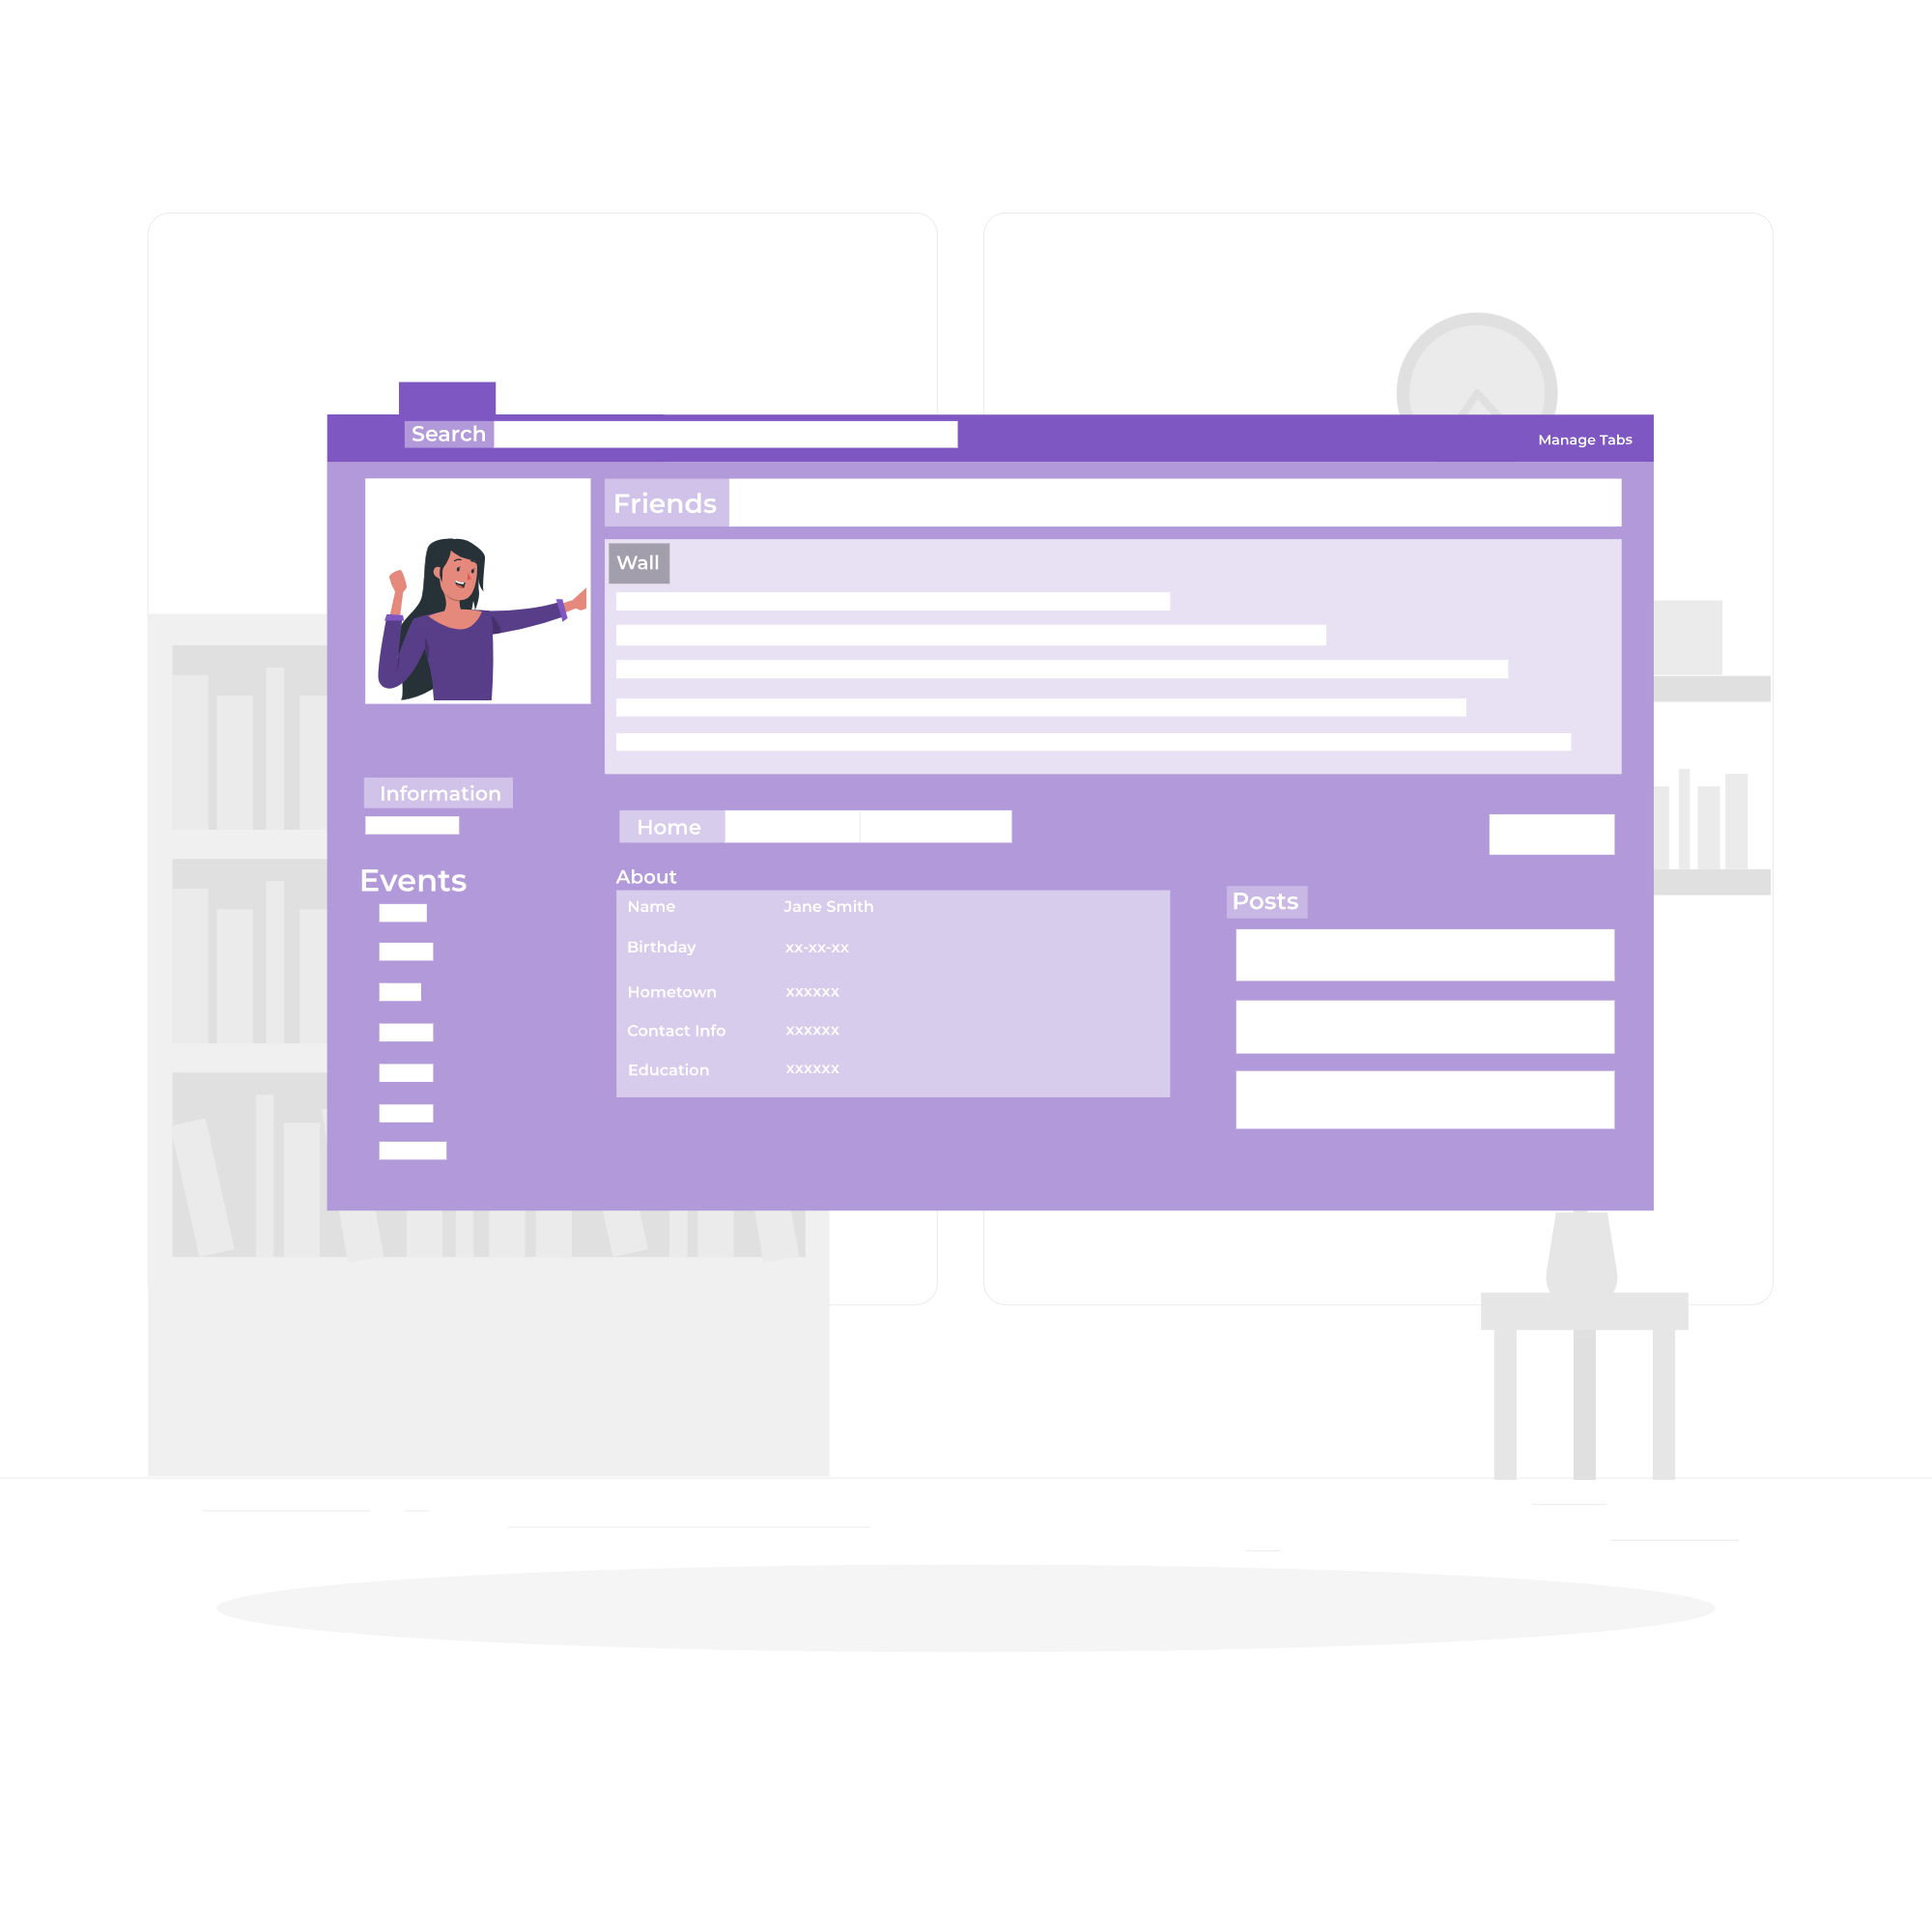 Search
Manage Tabs
Friends
Wall
Information
Home
Events
About
Name Jane Smith
Birthday xx-xx-xx
Hometown xxxxxx
Contact Info xxxxxx
Education xxxxxx
Posts